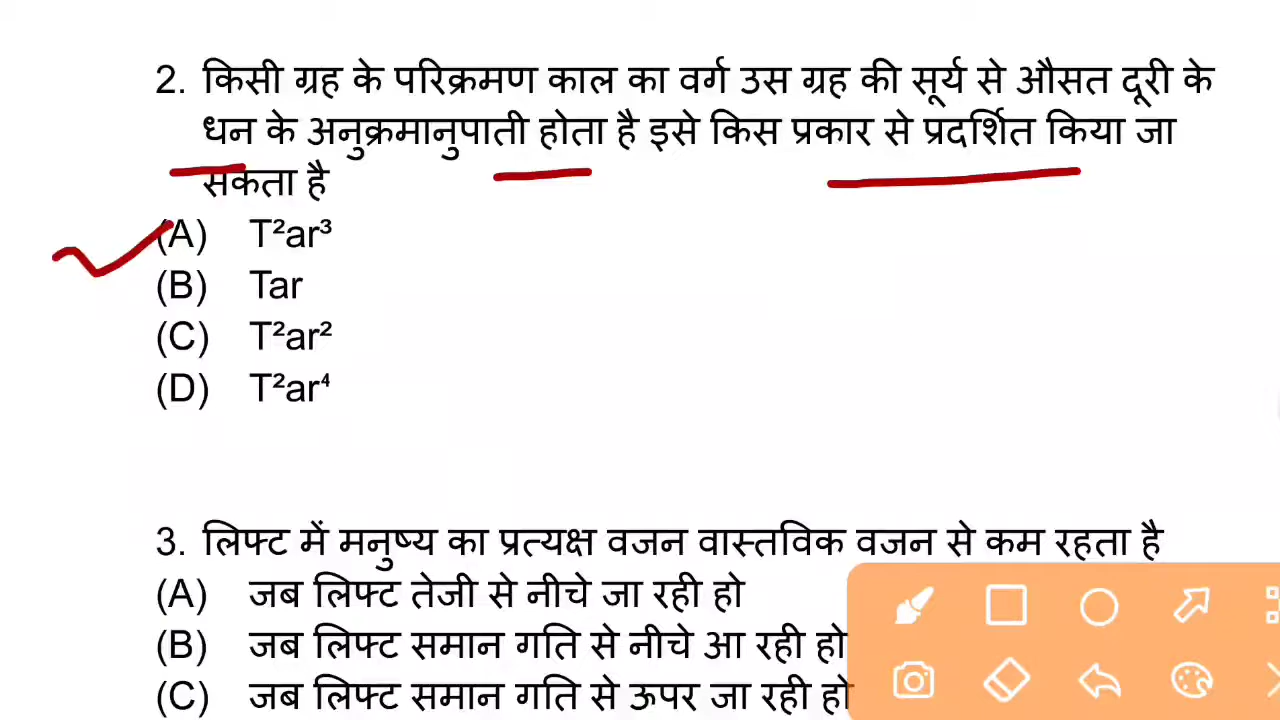 2. किसी ग्रह के परिक्रमण काल का वर्ग उस ग्रह की सूर्य से औसत दूरी के
धन के अनुक्रमानुपाती होता है इसे किस प्रकार से प्रदर्शित किया जा
सकता है
(A) T²ar³
(B) Tar
(C) T²ar²
(D) T²ar⁴
3. लिफ्ट में मनुष्य का प्रत्यक्ष वजन वास्तविक वजन से कम रहता है
(A) जब लिफ्ट तेजी से नीचे जा रही हो
(B) जब लिफ्ट समान गति से नीचे आ रही हो
(C) जब लिफ्ट समान गति से ऊपर जा रही हो